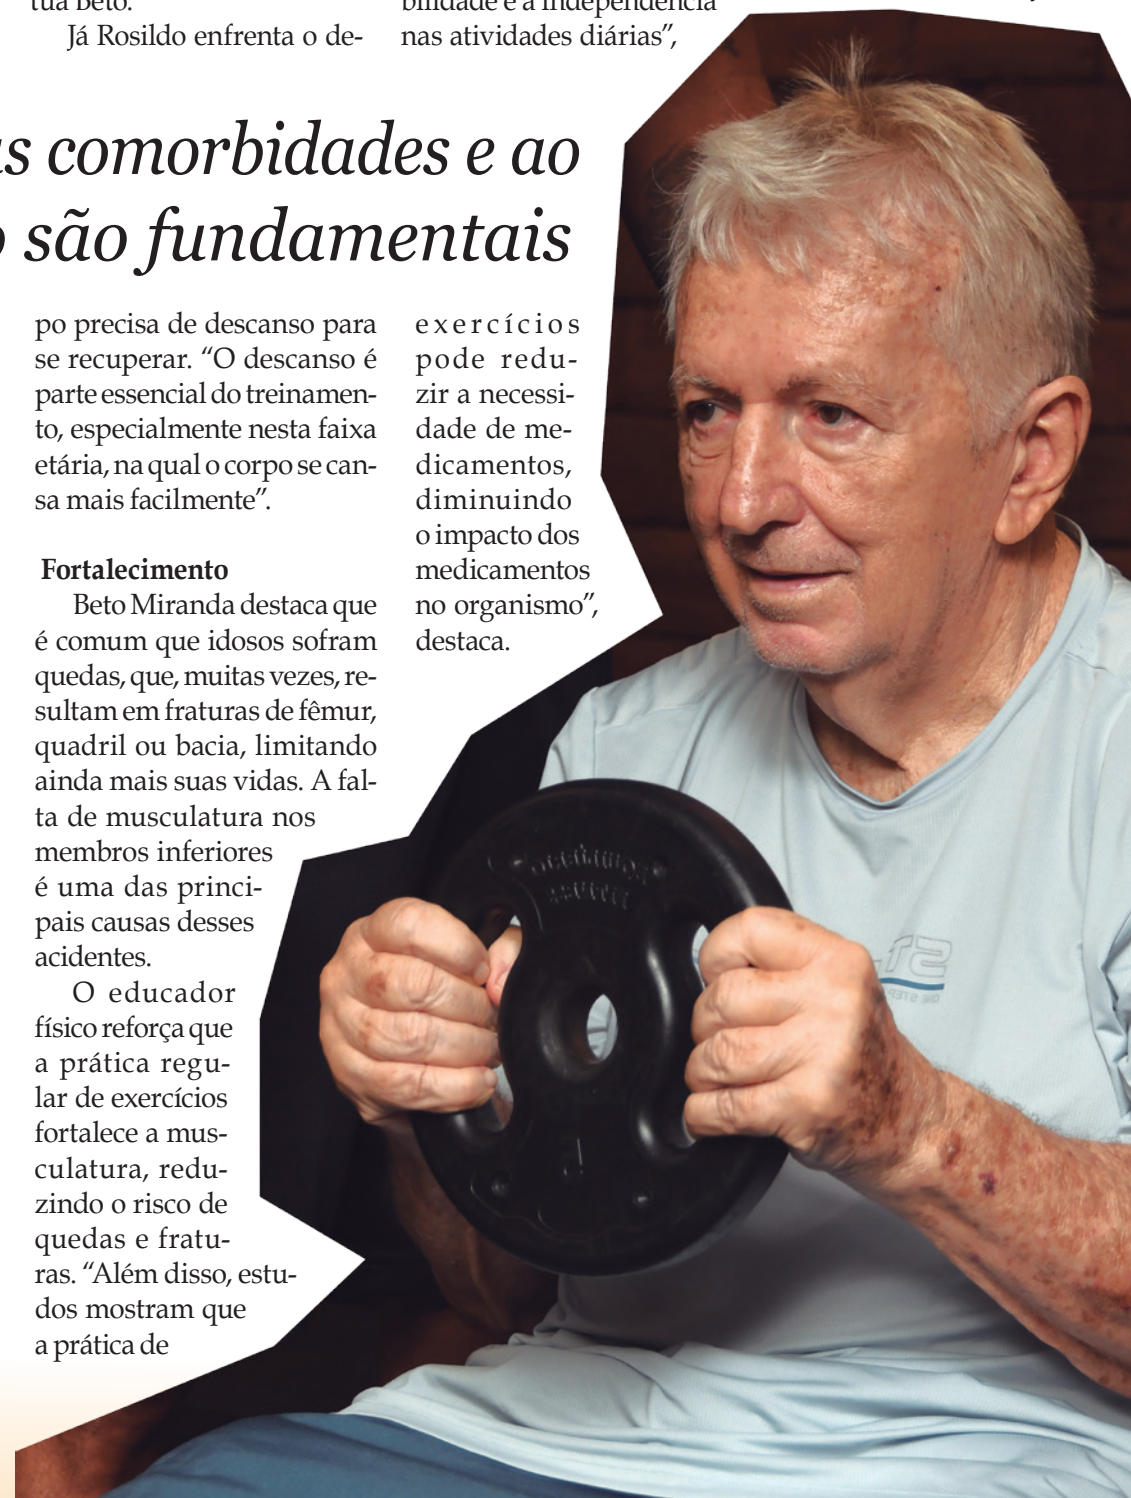 tua Beto.
Já Rosildo enfrenta o de-
bilidade e a independência
nas atividades diárias”,
as comorbidades e ao
o são fundamentais
po precisa de descanso para
se recuperar. “O descanso é
parte essencial do treinamen-
to, especialmente nesta faixa
etária, na qual o corpo se can-
sa mais facilmente”.
Fortalecimento
Beto Miranda destaca que
é comum que idosos sofram
quedas, que, muitas vezes, re-
sultam em fraturas de fêmur,
quadril ou bacia, limitando
ainda mais suas vidas. A fal-
ta de musculatura nos
membros inferiores
é uma das princi-
pais causas desses
acidentes.
O educador
físico reforça que
a prática regu-
lar de exercícios
fortalece a mus-
culatura, redu-
zindo o risco de
quedas e fratu-
ras. “Além disso, estu-
dos mostram que
a prática de
exercícios
pode redu-
zir a necessi-
dade de me-
dicamentos,
diminuindo
o impacto dos
medicamentos
no organismo”,
destaca.